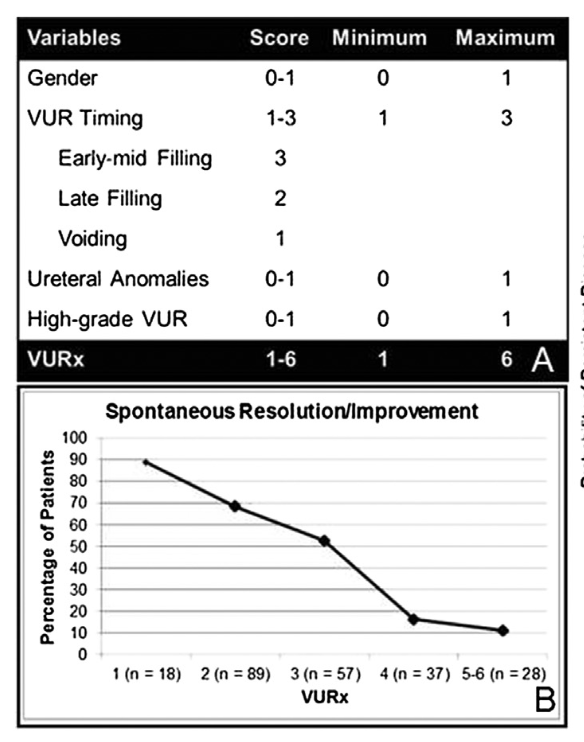 Variables Score Minimum Maximum
Gender 0-1 0 1
VUR Timing 1-3 1 3
Early-mid Filling 3
Late Filling 2
Voiding 1
Ureteral Anomalies 0-1 0 1
High-grade VUR 0-1 0 1
VURx 1-6 1 6 A
Spontaneous Resolution/Improvement
Percentage of Patients
100
90
80
70
60
50
40
30
20
10
0
1 (n = 18) 2 (n = 89) 3 (n = 57) 4 (n = 37) 5-6 (n = 28)
VURx
B